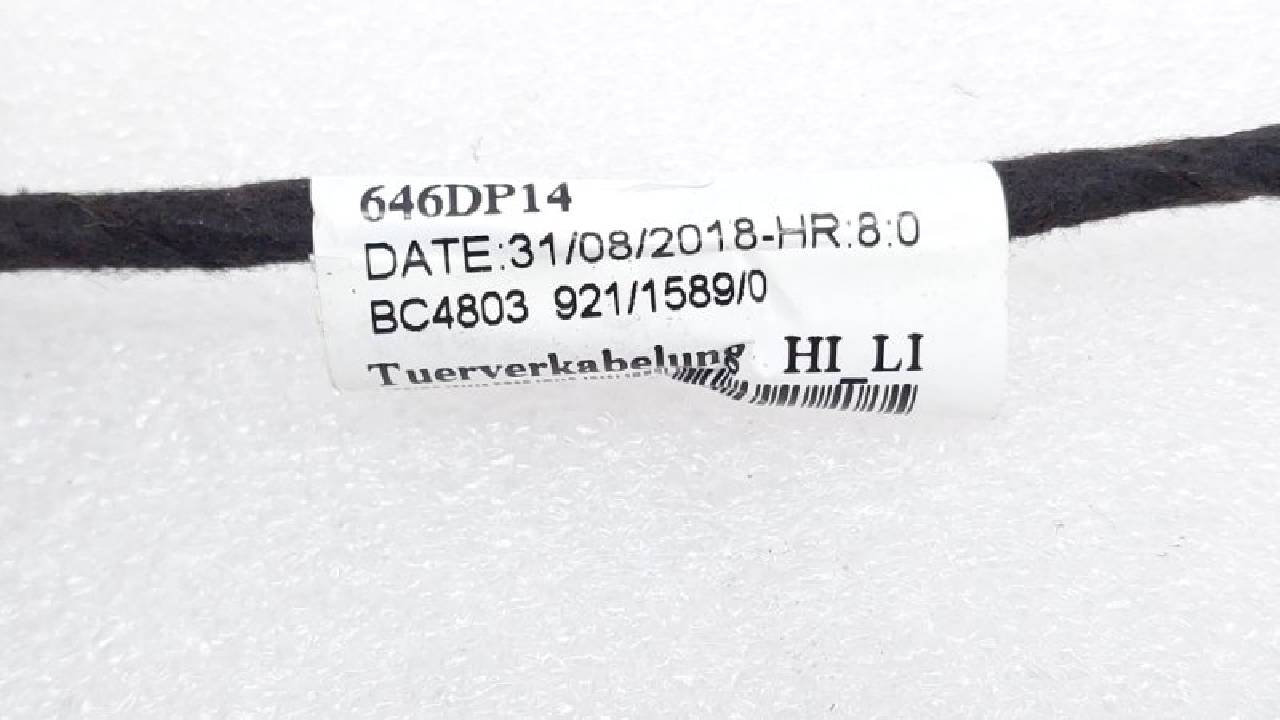 646DP14
DATE:31/08/2018-HR:8:0
BC4803 921/1589/0
Tuerverkabelung HI_LI